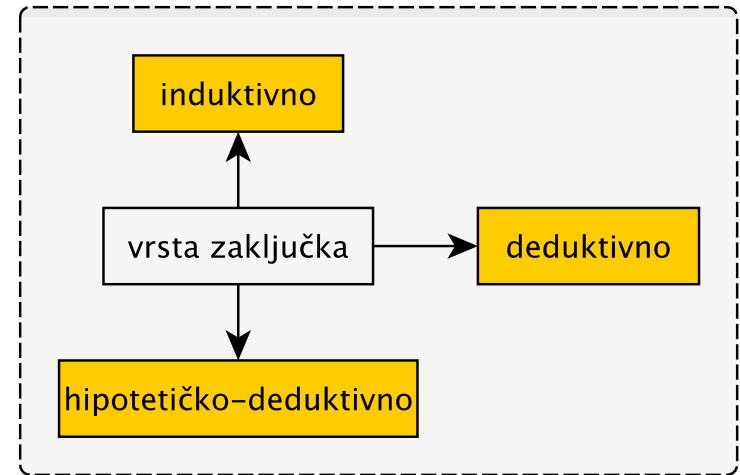 induktivno
vrsta zaključka
deduktivno
hipotetičko-deduktivno